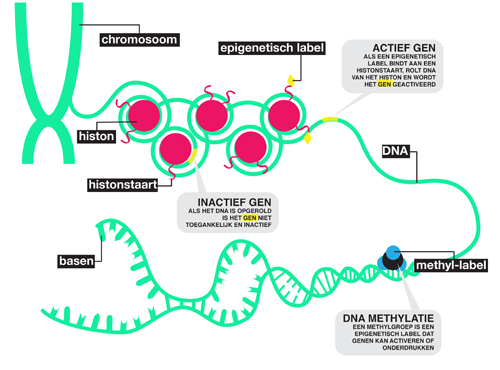 chromosoom
epigenetisch label
ACTIEF GEN
ALS EEN EPIGENETISCH
LABEL BINDT AAN EEN
HISTONSTAART, ROLT DNA
VAN HET HISTON EN WORDT
HET GEN GEACTIVEERD
histon
DNA
histonstaart
INACTIEF GEN
ALS HET DNA IS OPGEROLD
IS HET GEN NIET
TOEGANKELIJK EN INACTIEF
basen
methyl-label
DNA METHYLATIE
EEN METHYLGROEP IS EEN
EPIGENETISCH LABEL DAT
GENEN KAN ACTIVEREN OF
ONDERDRUKKEN